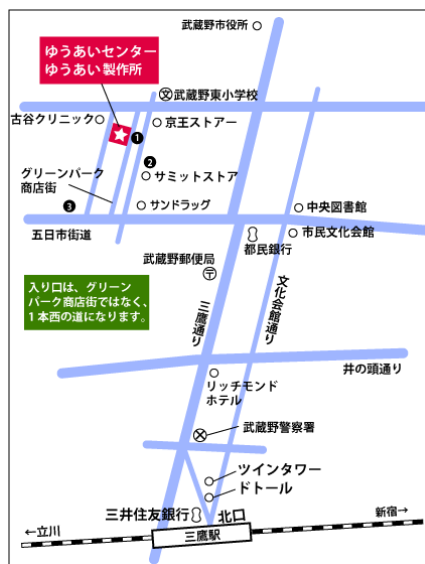 武蔵野市役所
ゆうあいセンター
ゆうあい製作所
武蔵野東小学校
古谷クリニック
京王ストアー
1
2
グリーンパーク
商店街
サミットストア
3
サンドラッグ
中央図書館
五日市街道
市民文化会館
都民銀行
武蔵野郵便局
入り口は、グリーン
パーク商店街ではなく、
1本西の道になります。
三鷹通り
文化会館通り
井の頭通り
リッチモンド
ホテル
武蔵野警察署
ツインタワー
ドトール
三井住友銀行
北口
←立川
三鷹駅
新宿→